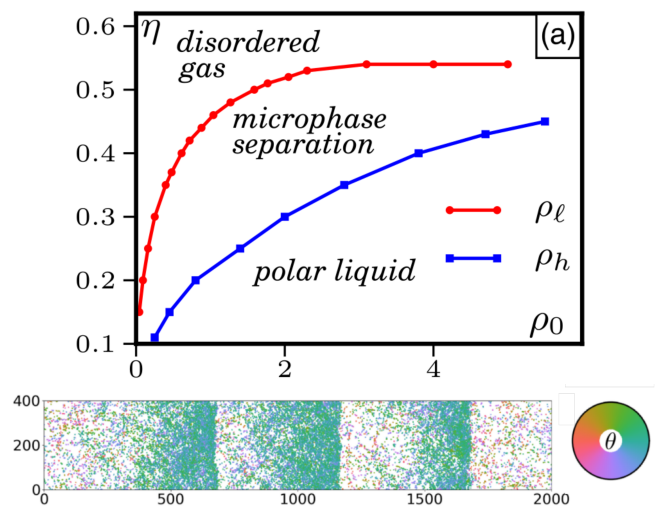 0.6
η
disordered
gas
(a)
0.5
microphase
separation
0.4
0.3
ρℓ
ρh
polar liquid
0.2
ρ0
0.1
0 2 4
400
200
0
θ
0 500 1000 1500 2000